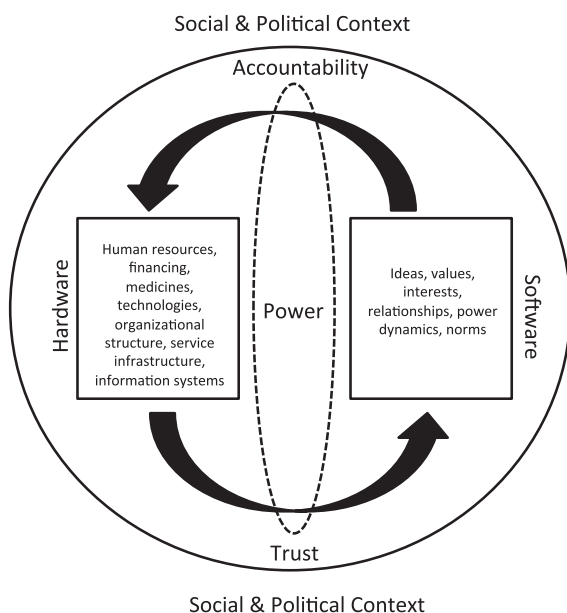 Social & Political Context
Accountability
Hardware
Human resources,
financing,
medicines,
technologies,
organizational
structure, service
infrastructure,
information systems
Power
Ideas, values,
interests,
relationships, power
dynamics, norms
Software
Trust
Social & Political Context